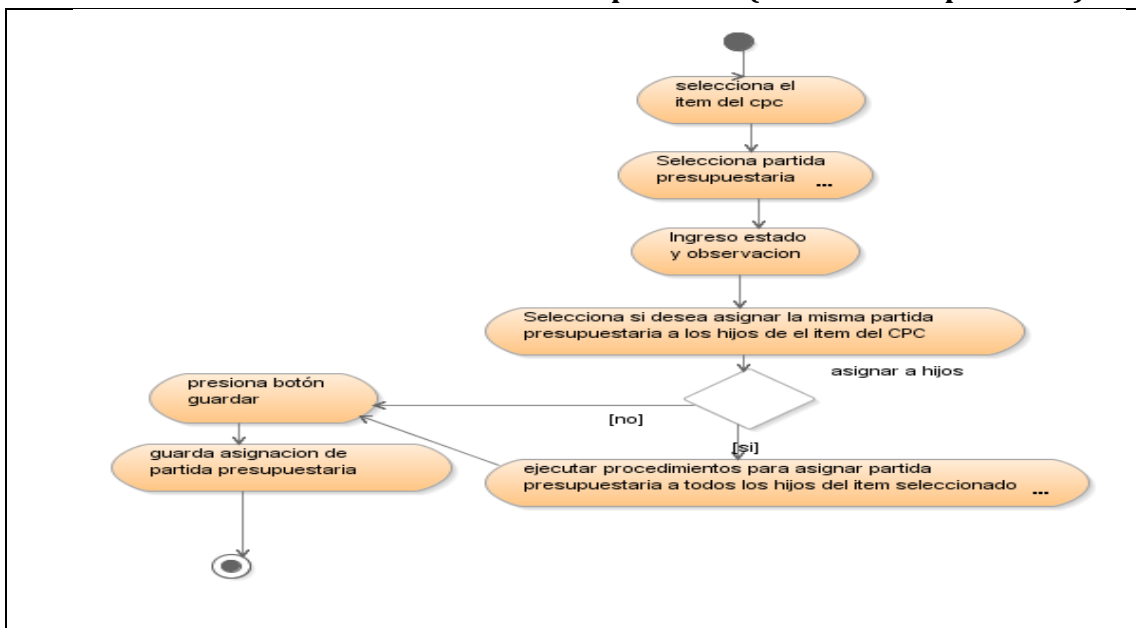 selecciona el
item del cpc
Selecciona partida
presupuestaria ...
Ingreso estado
y observacion
Selecciona si desea asignar la misma partida
presupuestaria a los hijos de el item del CPC
asignar a hijos
presiona botón
guardar
[no]
[si]
guarda asignacion de
partida presupuestaria
ejecutar procedimientos para asignar partida
presupuestaria a todos los hijos del item seleccionado ...